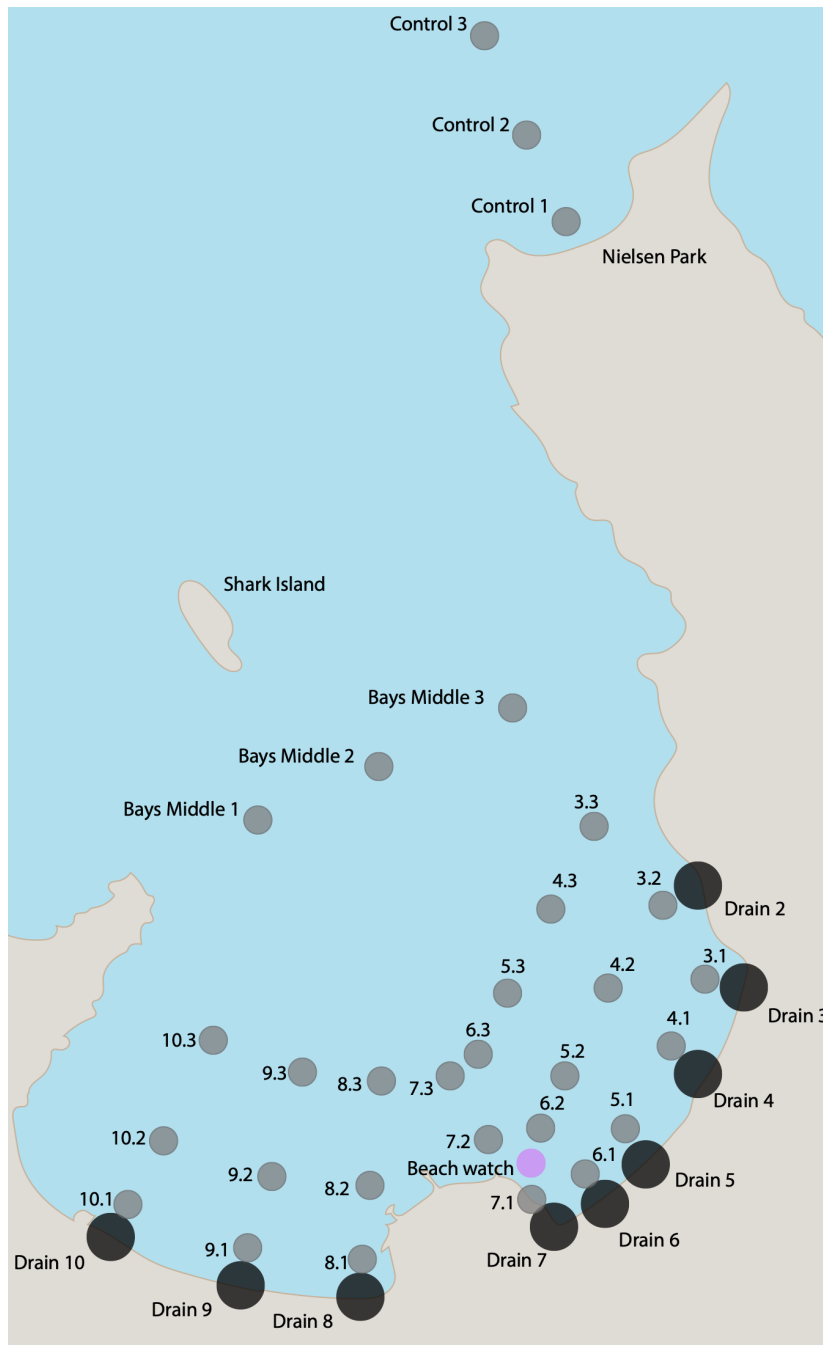 Control 3
Control 2
Control 1
Nielsen Park
Shark Island
Bays Middle 3
Bays Middle 2
Bays Middle 1
3.3
4.3
3.2
Drain 2
5.3
4.2
3.1
Drain 3
10.3
6.3
4.1
9.3
8.3
7.3
5.2
Drain 4
10.2
7.2
6.2
5.1
Beach watch
9.2
8.2
6.1
Drain 5
10.1
7.1
Drain 7
Drain 6
Drain 10
9.1
8.1
Drain 9
Drain 8